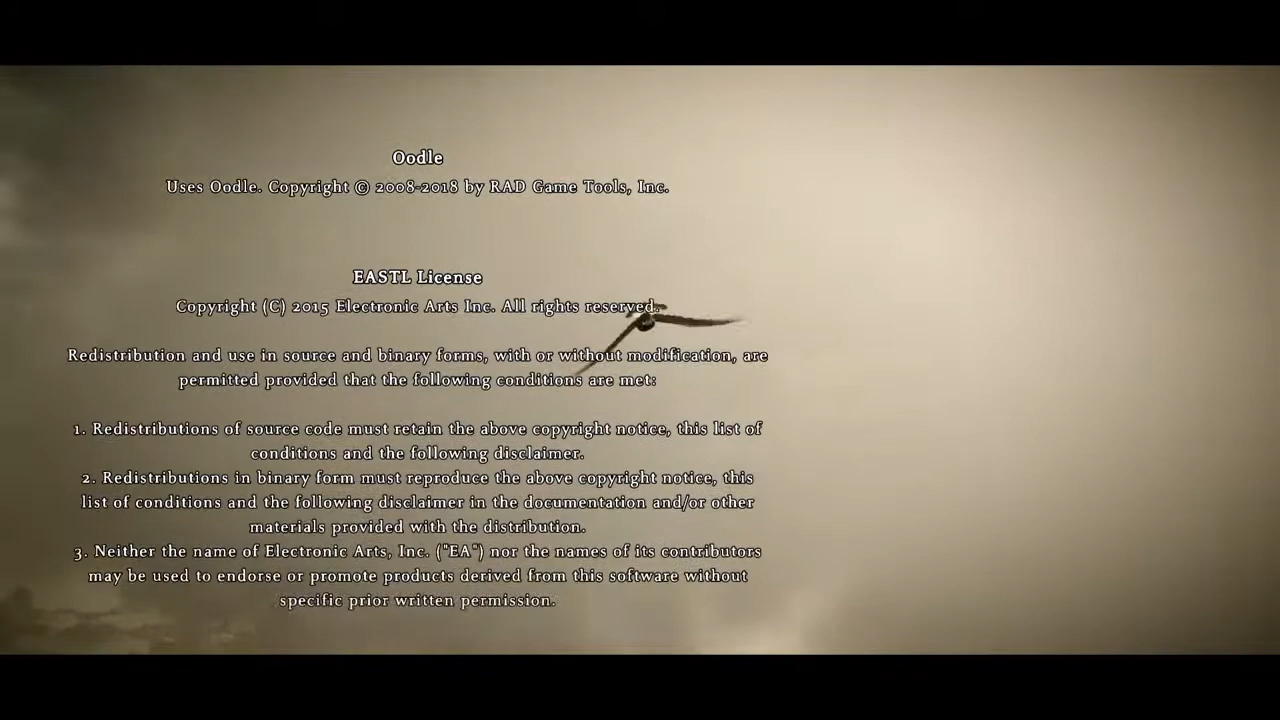 Oodle
Uses Oodle. Copyright © 2008-2018 by RAD Game Tools, Inc.
EASTL License
Copyright (C) 2015 Electronic Arts Inc. All rights reserved.
Redistribution and use in source and binary forms, with or without modification, are
permitted provided that the following conditions are met:
1. Redistributions of source code must retain the above copyright notice, this list of
conditions and the following disclaimer.
2. Redistributions in binary form must reproduce the above copyright notice, this
list of conditions and the following disclaimer in the documentation and/or other
materials provided with the distribution.
3. Neither the name of Electronic Arts, Inc. ("EA") nor the names of its contributors
may be used to endorse or promote products derived from this software without
specific prior written permission.